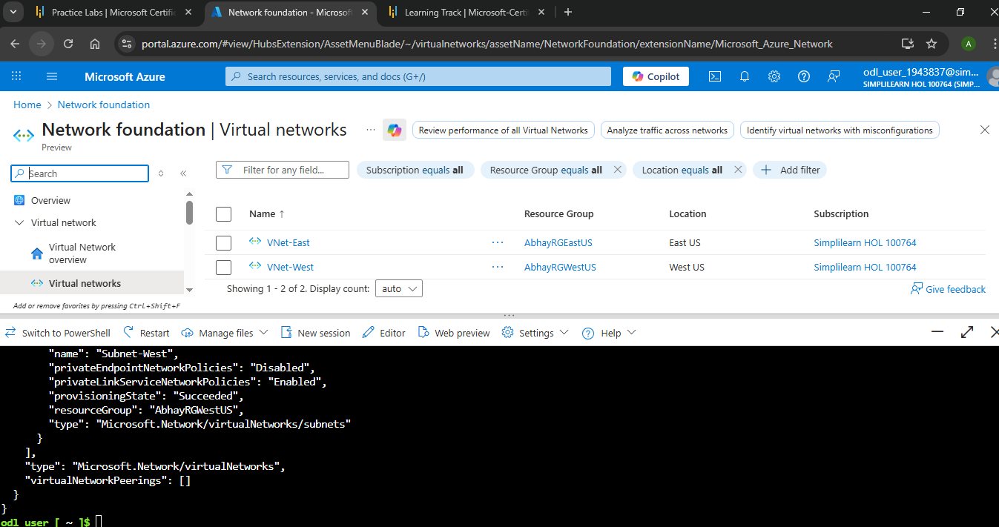 Practice Labs | Microsoft Certifi
Network foundation - Microsof
Learning Track | Microsoft-Certi
portal.azure.com/#view/HubsExtension/AssetMenuBlade/~/virtualnetworks/assetName/NetworkFoundation/extensionName/Microsoft_Azure_Network
A
Microsoft Azure
Search resources, services, and docs (G+/)
Copilot
odl_user_1943837@sim...
SIMPLILEARN HOL 100764 (SIMP...
Home > Network foundation
Network foundation | Virtual networks
...
Review performance of all Virtual Networks
Analyze traffic across networks
Identify virtual networks with misconfigurations
Preview
Search
Filter for any field...
Subscription equals all
Resource Group equals all
Location equals all
Add filter
Overview
Virtual network
Virtual Network
overview
Virtual networks
Add or remove favorites by pressing Ctrl+Shift+F
Name ↑ Resource Group Location Subscription
VNet-East ... AbhayRGEastUS East US Simplilearn HOL 100764
VNet-West ... AbhayRGWestUS West US Simplilearn HOL 100764
Showing 1 - 2 of 2. Display count: auto
Give feedback
Switch to PowerShell Restart Manage files New session Editor Web preview Settings Help
"name": "Subnet-West",
"privateEndpointNetworkPolicies": "Disabled",
"privateLinkServiceNetworkPolicies": "Enabled",
"provisioningState": "Succeeded",
"resourceGroup": "AbhayRGWestUS",
"type": "Microsoft.Network/virtualNetworks/subnets"
}
],
"type": "Microsoft.Network/virtualNetworks",
"virtualNetworkPeerings": []
}
}
odl_user [ ~ ]$